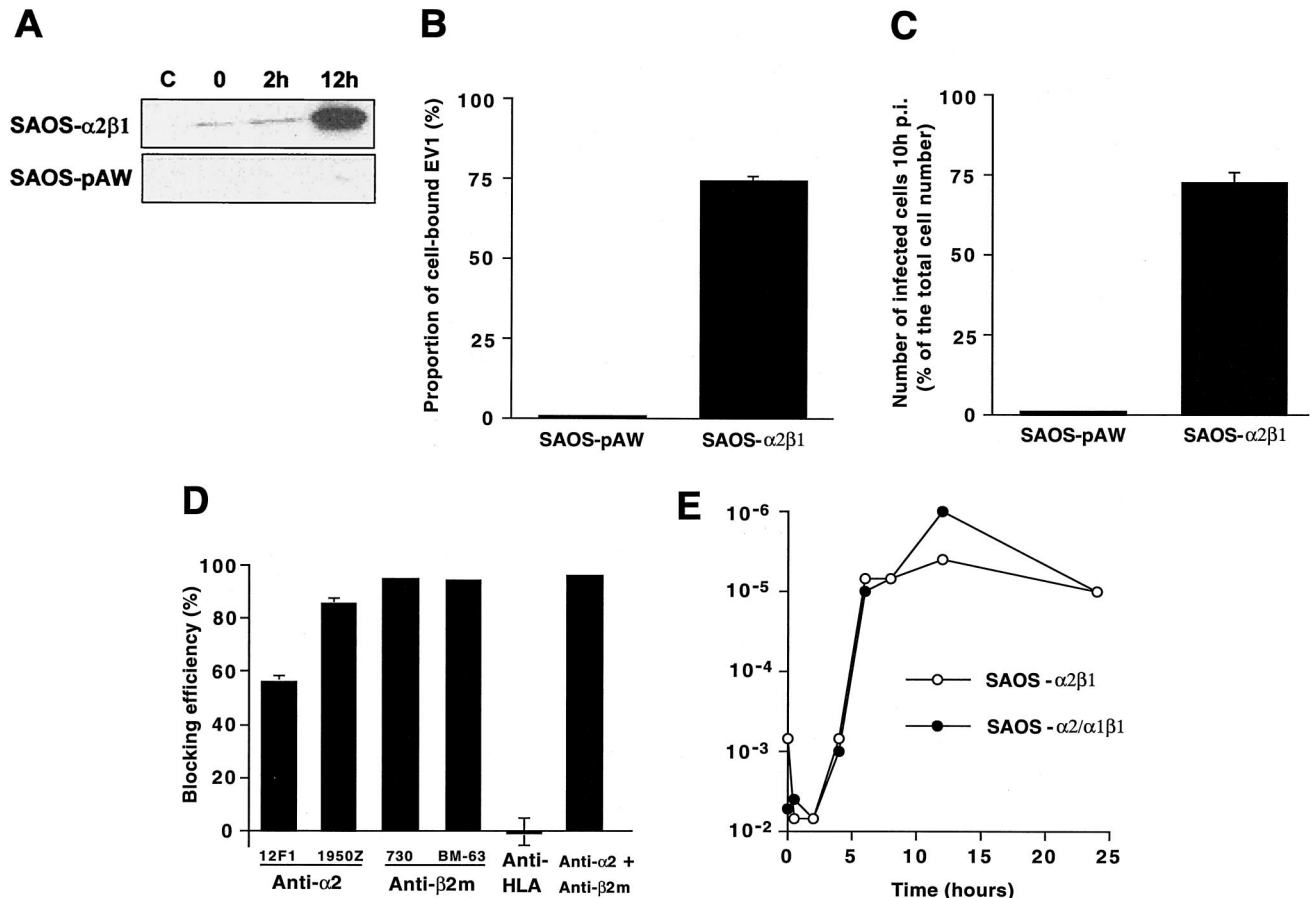 A
C 0 2h 12h
SAOS-α2β1
SAOS-pAW
B
Proportion of cell-bound EV1 (%)
100
75
50
25
0
SAOS-pAW SAOS-α2β1
C
Number of infected cells 10h p.i.
(% of the total cell number)
100
75
50
25
0
SAOS-pAW SAOS-α2β1
D
Blocking efficiency (%)
100
80
60
40
20
0
12F1 1950Z 730 BM-63
Anti-α2 Anti-β2m
Anti-
HLA
Anti-α2 +
Anti-β2m
E
10-6
10-5
10-4
10-3
10-2
SAOS - α2β1
SAOS - α2/α1β1
0 5 10 15 20 25
Time (hours)